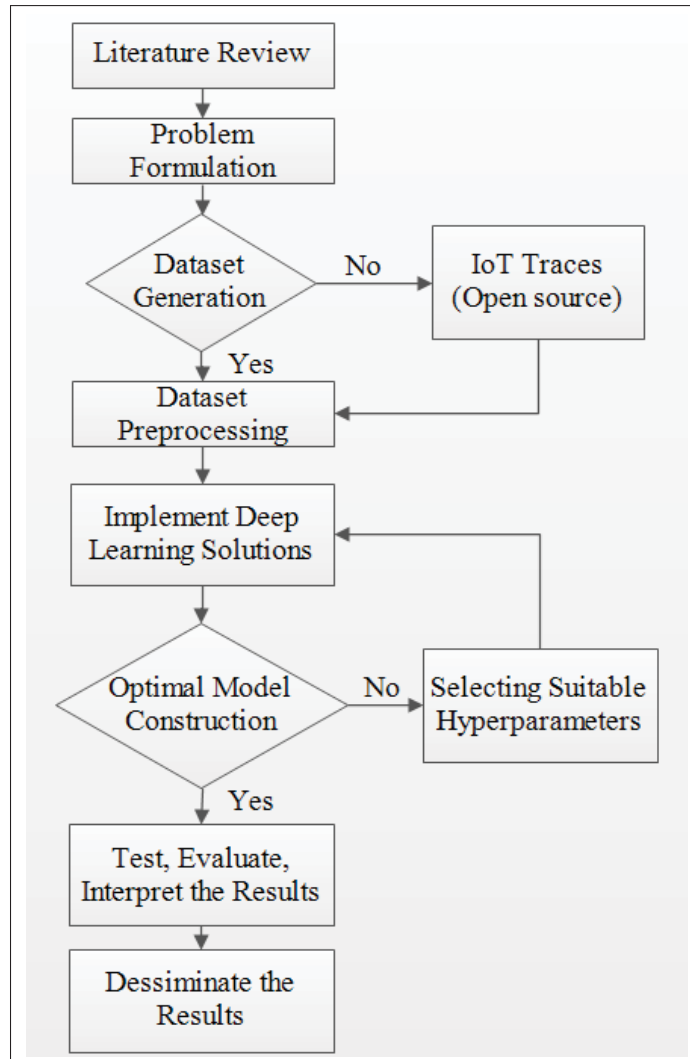 Literature Review
Problem
Formulation
Dataset
Generation
No
IoT Traces
(Open source)
Yes
Dataset
Preprocessing
Implement Deep
Learning Solutions
Optimal Model
Construction
No
Selecting Suitable
Hyperparameters
Yes
Test, Evaluate,
Interpret the Results
Dessiminate the
Results